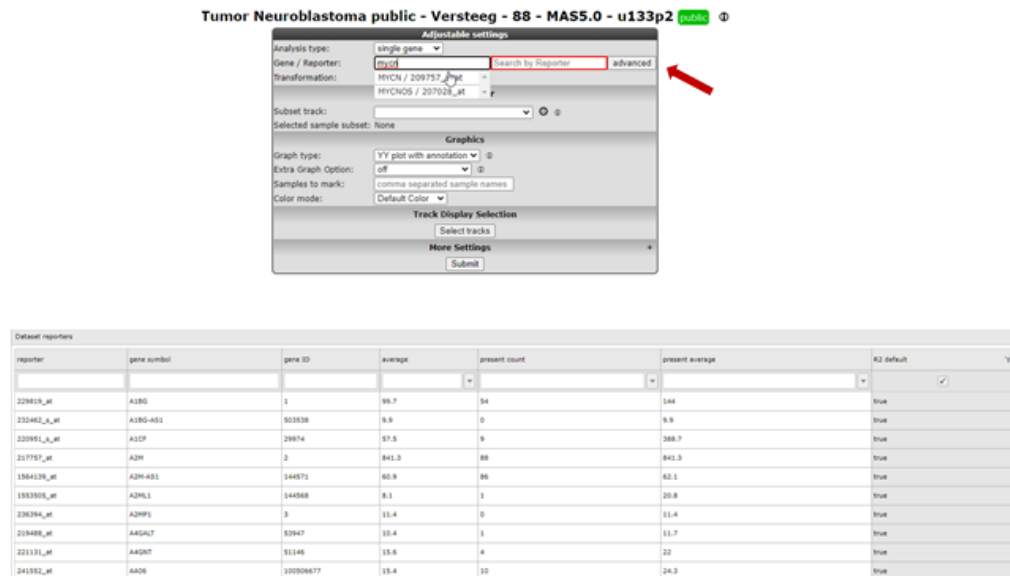 Tumor Neuroblastoma public - Versteeg - 88 - MAS5.0 - u133p2 public
Adjustable settings
Analysis type: single gene
Gene / Reporter: mycn Search by Reporter advanced
Transformation: MYCN / 209757_ at
MYCNOS / 207028_at r
Subset track:
Selected sample subset: None
Graphics
Graph type: YY plot with annotation
Extra Graph Option: off
Samples to mark: comma separated sample names
Color mode: Default Color
Track Display Selection
Select tracks
More Settings +
Submit
Dataset reporters
reporter gene symbol gene ID average present count present average R2 default
229819_at A1BG 1 99.7 54 144 true
232462_s_at A1BG-AS1 503538 9.9 0 9.9 true
220951_s_at A1CF 29974 57.5 9 388.7 true
217757_at A2M 2 841.3 88 841.3 true
1564139_at A2M-AS1 144571 60.9 86 62.1 true
1553505_at A2ML1 144568 8.1 1 20.8 true
236394_at A2MP1 3 11.4 0 11.4 true
219488_at A4GALT 53947 10.4 1 11.7 true
221131_at A4GNT 51146 15.6 4 22 true
241552_at AA06 100506677 15.4 10 24.3 true